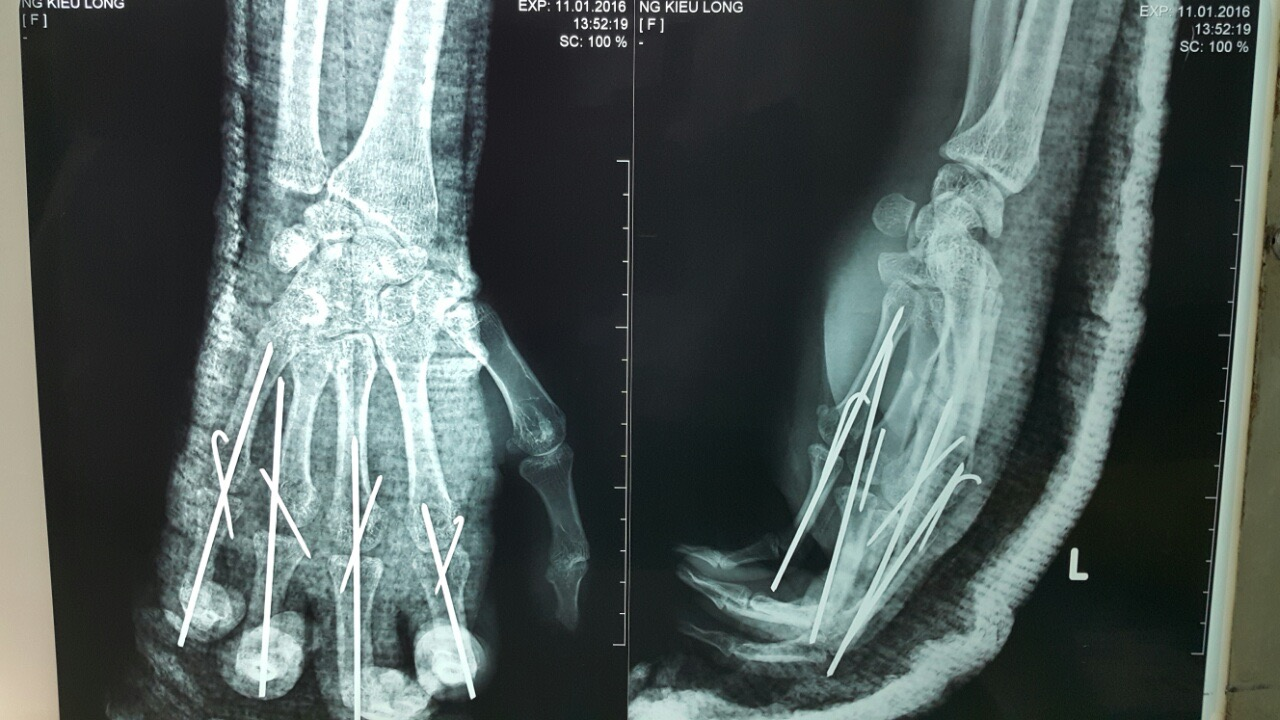 NG KIEU LONG
[ F ]
-
EXP: 11.01.2016
13:52:19
SC: 100 %
NG KIEU LONG
[ F ]
-
EXP: 11.01.2016
13:52:19
SC: 100 %
L